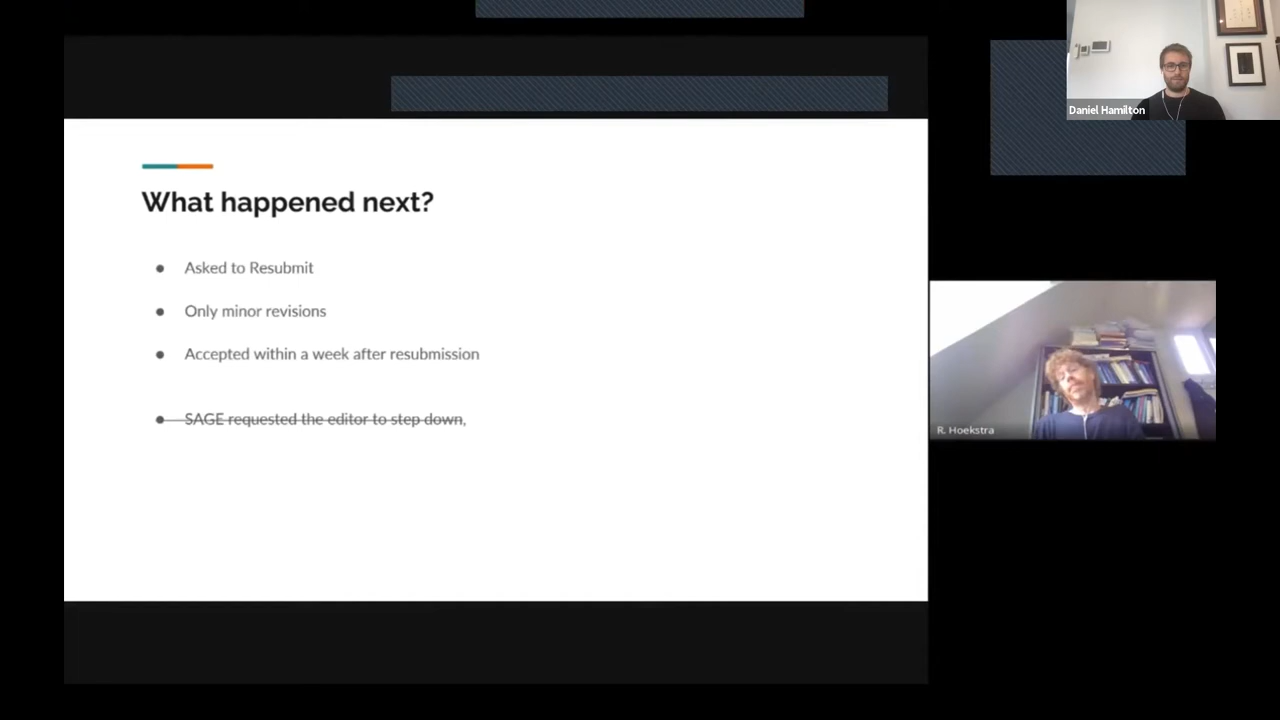 Daniel Hamilton
What happened next?
● Asked to Resubmit
● Only minor revisions
● Accepted within a week after resubmission
● SAGE requested the editor to step down,
R. Hoekstra